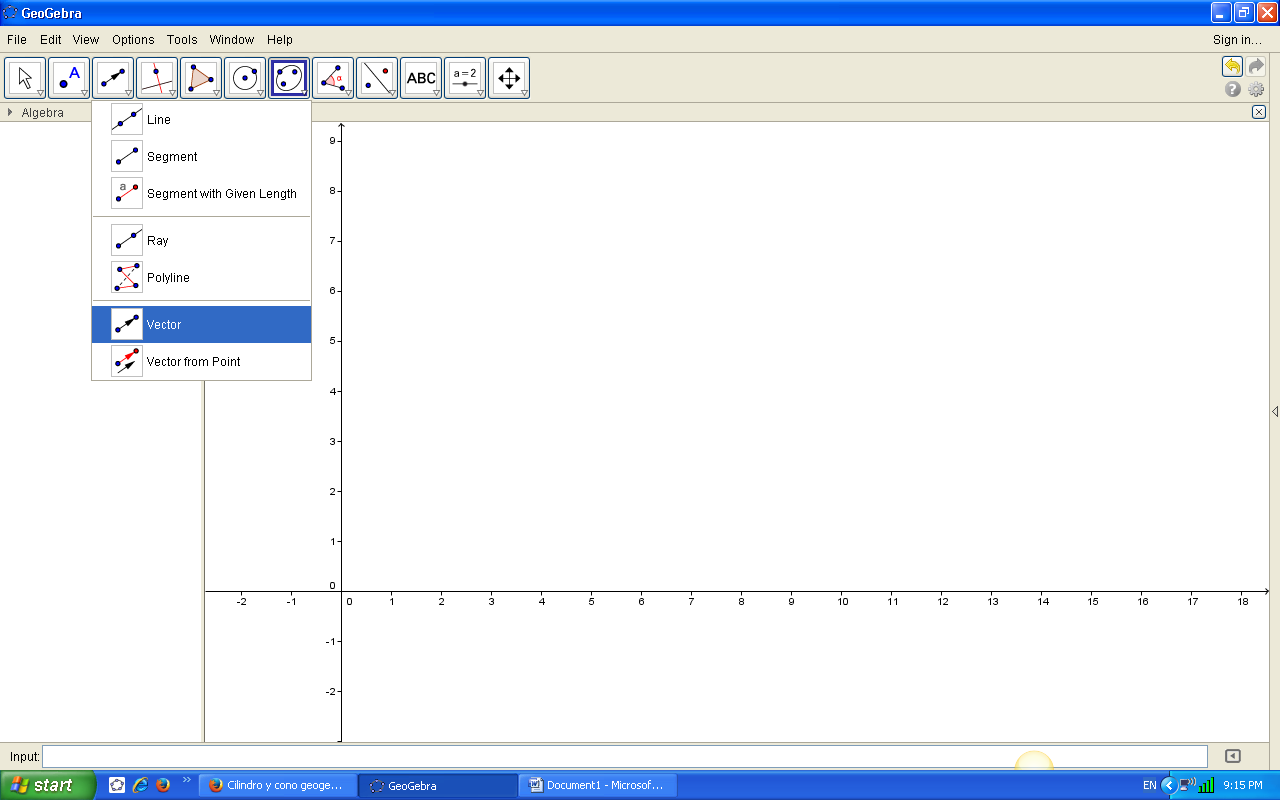 GeoGebra
File Edit View Options Tools Window Help Sign in...
A α ABC a=2
Algebra
Line
Segment
a
Segment with Given Length
Ray
Polyline
Vector
Vector from Point
9
8
7
6
5
4
3
2
1
0
-2 -1 0 1 2 3 4 5 6 7 8 9 10 11 12 13 14 15 16 17 18
-1
-2
Input:
start Cilindro y cono geoge... GeoGebra Document1 - Microsof... EN 9:15 PM